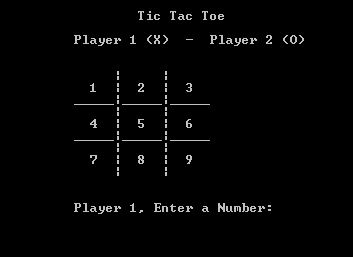 Tic Tac Toe
Player 1 (X) - Player 2 (O)
1 2 3
4 5 6
7 8 9
Player 1, Enter a Number: